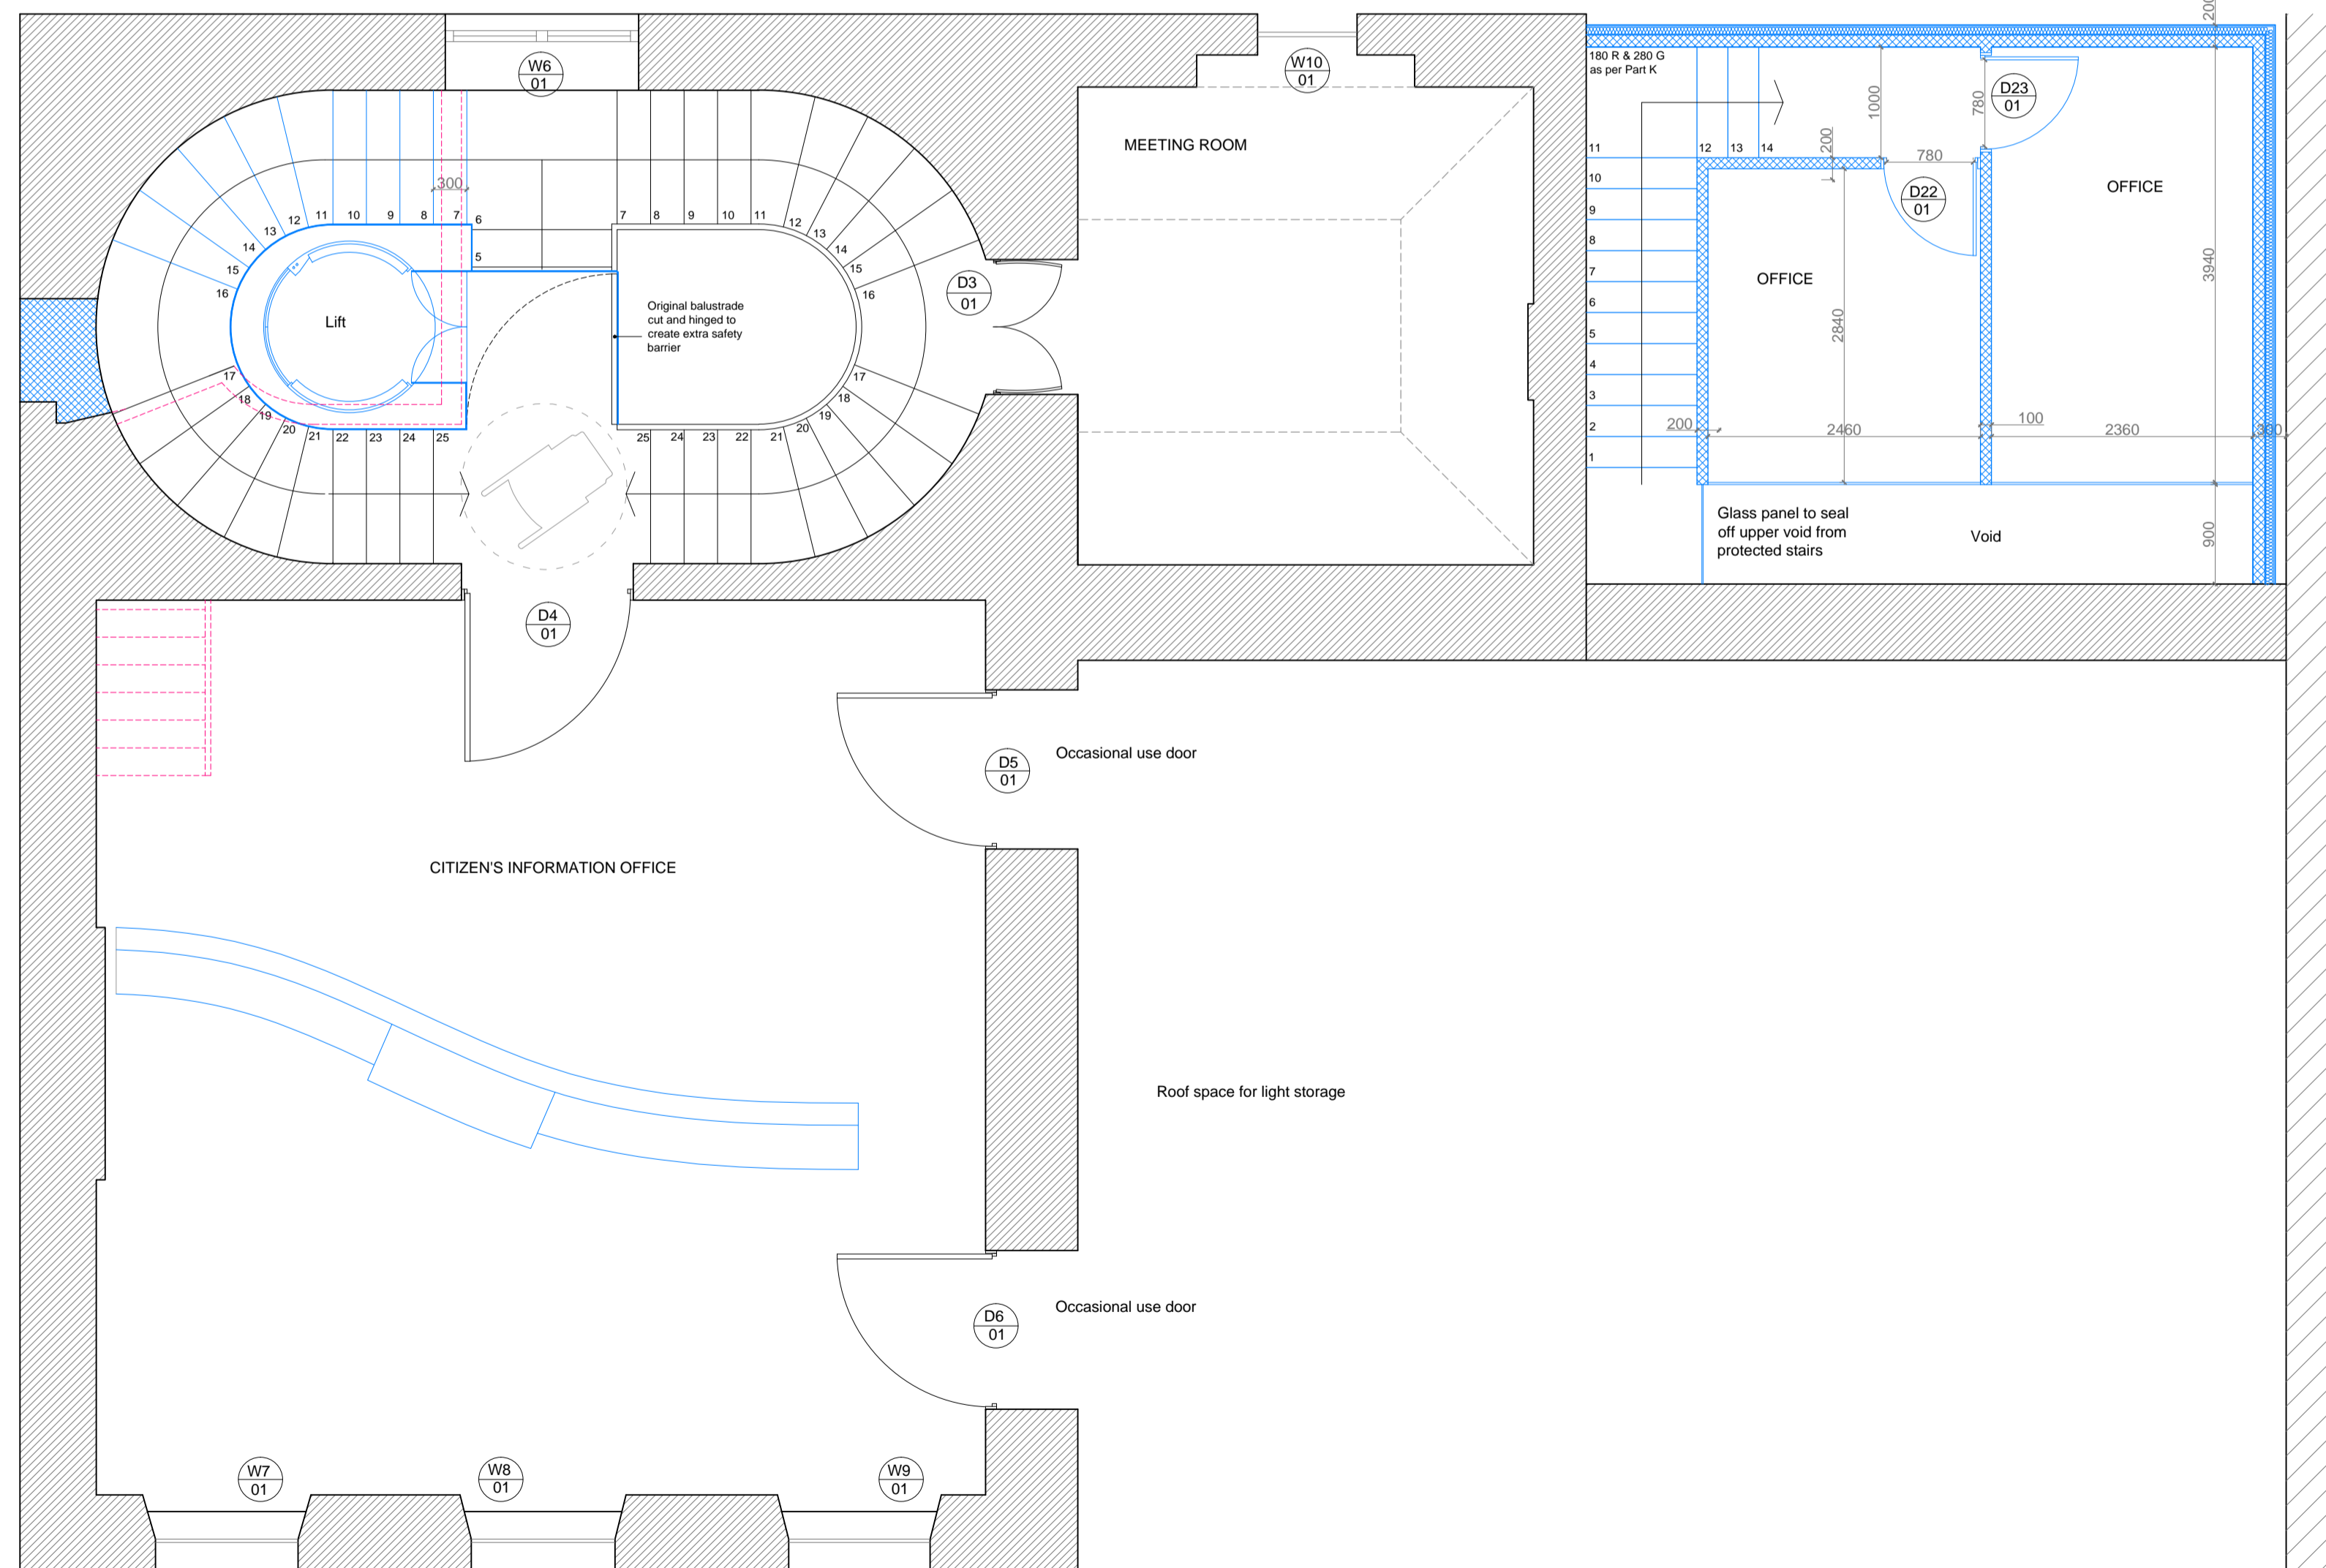 200
W6
01
W10
01
180 R & 280 G
as per Part K
D23
01
1000
780
200
780
MEETING ROOM
11
12
13
14
10
9
8
7
6
5
4
3
2
1
D22
01
OFFICE
OFFICE
3940
2840
300
12
11
10
9
8
7
6
5
13
14
15
16
7
8
9
10
11
12
13
14
15
16
D3
01
Original balustrade
cut and hinged to
create extra safety
barrier
Lift
17
18
19
20
21
22
23
24
25
17
18
19
20
21
22
23
24
25
200
2460
100
2360
300
Glass panel to seal
off upper void from
protected stairs
Void
900
D4
01
D5
01
Occasional use door
CITIZEN'S INFORMATION OFFICE
Roof space for light storage
D6
01
Occasional use door
W7
01
W8
01
W9
01